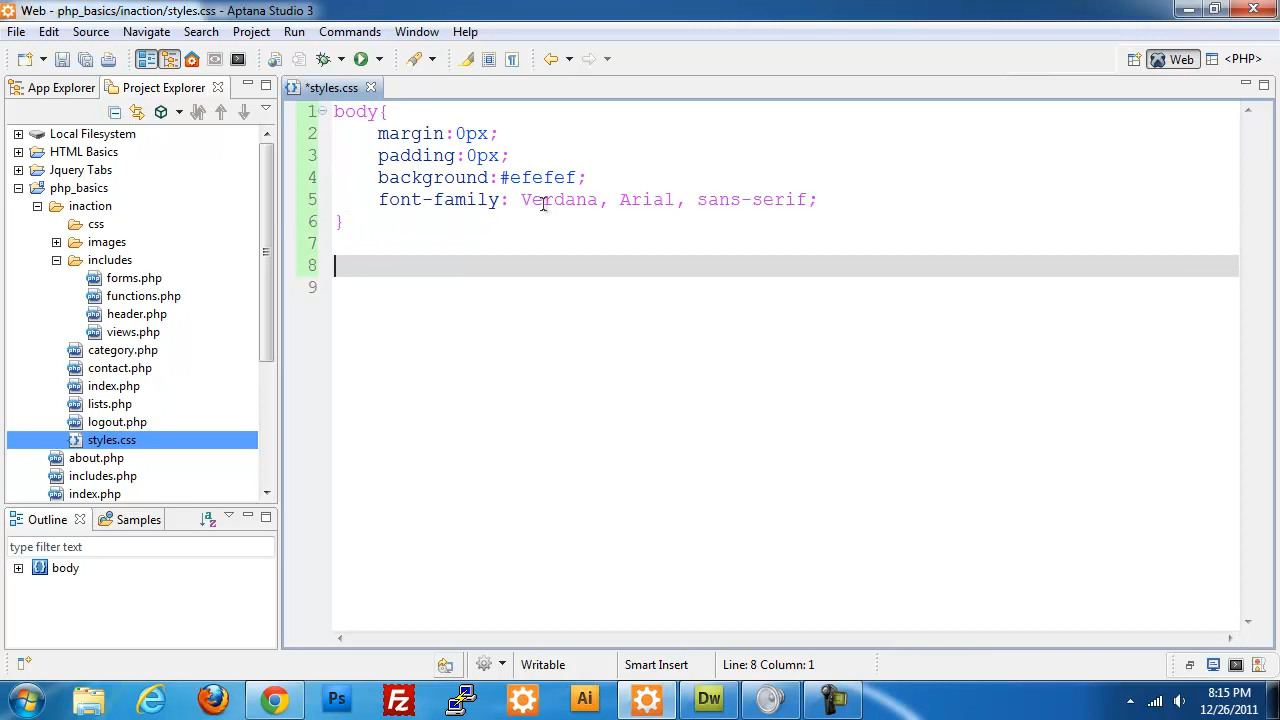 Web - php_basics/inaction/styles.css - Aptana Studio 3
File Edit Source Navigate Search Project Run Commands Window Help
Web <PHP>
App Explorer Project Explorer
*styles.css
Local Filesystem
HTML Basics
Jquery Tabs
php_basics
inaction
css
images
includes
forms.php
functions.php
header.php
views.php
category.php
contact.php
index.php
lists.php
logout.php
styles.css
about.php
includes.php
index.php
1 body{
2 margin:0px;
3 padding:0px;
4 background:#efefef;
5 font-family: Verdana, Arial, sans-serif;
6 }
7
8
9
Outline Samples
type filter text
body
Writable Smart Insert Line: 8 Column: 1
Ps FZ Ai Dw
8:15 PM
12/26/2011